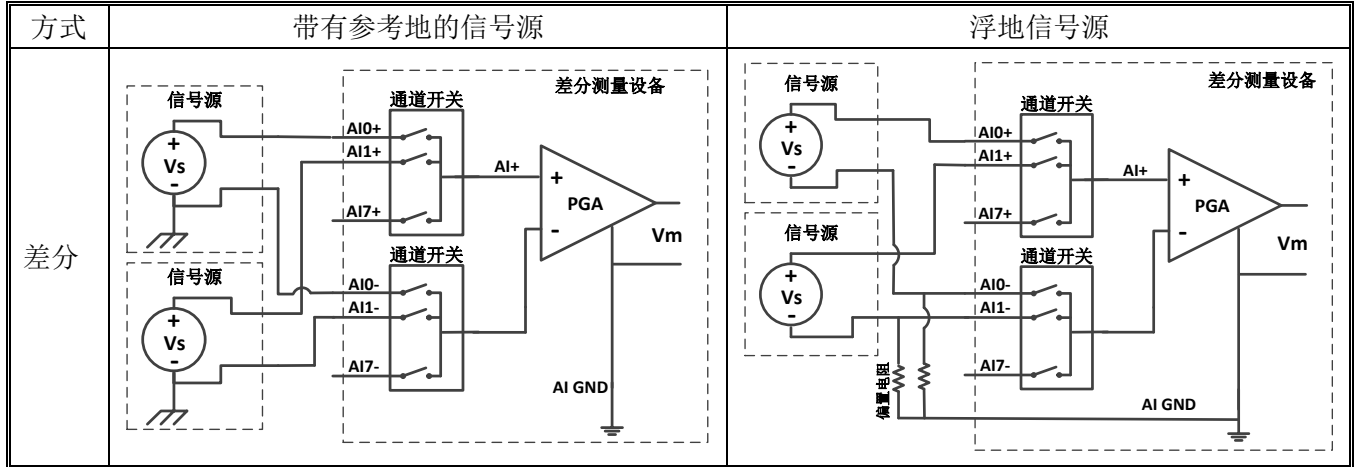 方式
带有参考地的信号源
浮地信号源
差分
信号源
+
Vs
-
信号源
+
Vs
-
差分测量设备
通道开关
AI0+
AI1+
AI7+
AI+
+
PGA
-
Vm
通道开关
AI0-
AI1-
AI7-
AI GND
信号源
+
Vs
-
信号源
+
Vs
-
差分测量设备
通道开关
AI0+
AI1+
AI7+
AI+
+
PGA
-
Vm
通道开关
AI0-
AI1-
AI7-
偏置电阻
AI GND